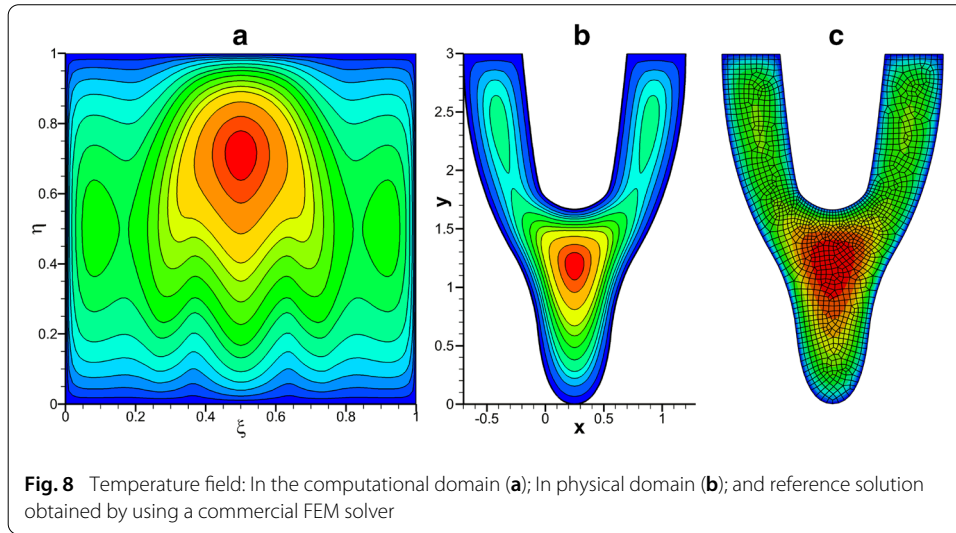 a
b
c
1
0.8
0.6
η
0.4
0.2
0
0
0.2
0.4
0.6
0.8
1
ξ
3
2.5
2
y
1.5
1
0.5
0
-0.5
0
0.5
1
x
Fig. 8 Temperature field: In the computational domain (a); In physical domain (b); and reference solution
obtained by using a commercial FEM solver